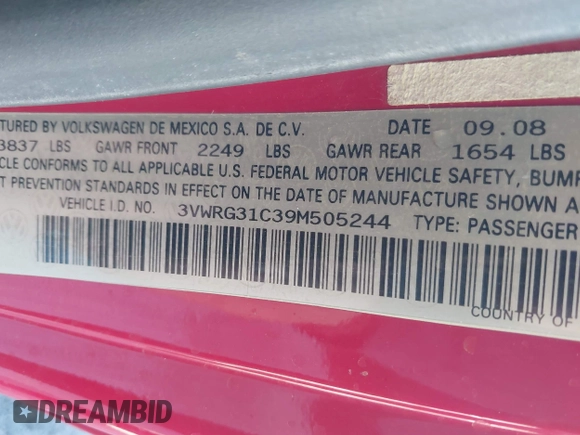 TURED BY VOLKSWAGEN DE MEXICO S.A. DE C.V. DATE 09.08
3837 LBS GAWR FRONT 2249 LBS GAWR REAR 1654 LBS
CLE CONFORMS TO ALL APPLICABLE U.S. FEDERAL MOTOR VEHICLE SAFETY, BUMP
T PREVENTION STANDARDS IN EFFECT ON THE DATE OF MANUFACTURE SHOWN A
VEHICLE I.D. NO. 3VWRG31C39M505244 TYPE: PASSENGER
COUNTRY OF
DREAMBID